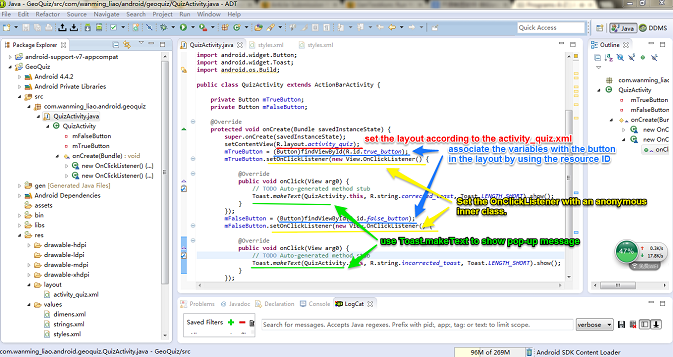 Java - GeoQuiz/src/com/wanming_liao/android/geoquiz/QuizActivity.java - ADT
File Edit Refactor Source Navigate Search Project Run Window Help
Quick Access
Java
DDMS
Package Explorer
android-support-v7-appcompat
GeoQuiz
Android 4.4.2
Android Private Libraries
src
com.wanming_liao.android.geoquiz
QuizActivity.java
QuizActivity
mFalseButton
mTrueButton
onCreate(Bundle) : void
new OnClickListener() {...}
new OnClickListener() {...}
gen [Generated Java Files]
Android Dependencies
assets
bin
libs
res
drawable-hdpi
drawable-ldpi
drawable-mdpi
drawable-xhdpi
layout
activity_quiz.xml
values
dimens.xml
strings.xml
styles.xml
QuizActivity.java
styles.xml
styles.xml
import android.widget.Button;
import android.widget.Toast;
import android.os.Build;
public class QuizActivity extends ActionBarActivity {
private Button mTrueButton;
private Button mFalseButton;
@Override
protected void onCreate(Bundle savedInstanceState) {
super.onCreate(savedInstanceState);
setContentView(R.layout.activity_quiz);
set the layout according to the activity_quiz.xml
mTrueButton = (Button)findViewById(R.id.true_button);
mTrueButton.setOnClickListener(new View.OnClickListener() {
associate the variables with the button
in the layout by using the resource ID
@Override
public void onClick(View arg0) {
// TODO Auto-generated method stub
Toast.makeText(QuizActivity.this, R.string.corrected_toast, Toast.LENGTH_SHORT).show();
}
Set the OnClickListener with an anonymous
inner class.
});
mFalseButton = (Button)findViewById(R.id.False_button);
mFalseButton.setOnClickListener(new View.OnClickListener() {
use Toast.makeText to show pop-up message
@Override
public void onClick(View arg0) {
// TODO Auto-generated method stub
Toast.makeText(QuizActivity.this, R.string.incorrected_toast, Toast.LENGTH_SHORT).show();
}
});
Outline
com.wanming_liao.and
QuizActivity
mTrueButton
mFalseButton
onCreate(Bundle)
new OnCl
onCl
new OnCl
onCl
47%
0.3K/s
17.8K/s
Problems
Javadoc
Declaration
Console
LogCat
Saved Filters
Search for messages. Accepts Java regexes. Prefix with pid:, app:, tag: or text: to limit scope.
verbose
com.wanming_liao.android.geoquiz.QuizActivity.java - GeoQuiz/src
96M of 269M
Android SDK Content Loader